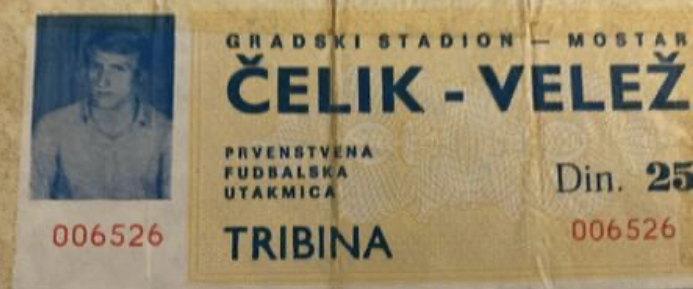 GRADSKI STADION — MOSTAR
ČELIK - VELEŽ
PRVENSTVENA
FUDBALSKA
UTAKMICA
Din. 25
006526
TRIBINA
006526